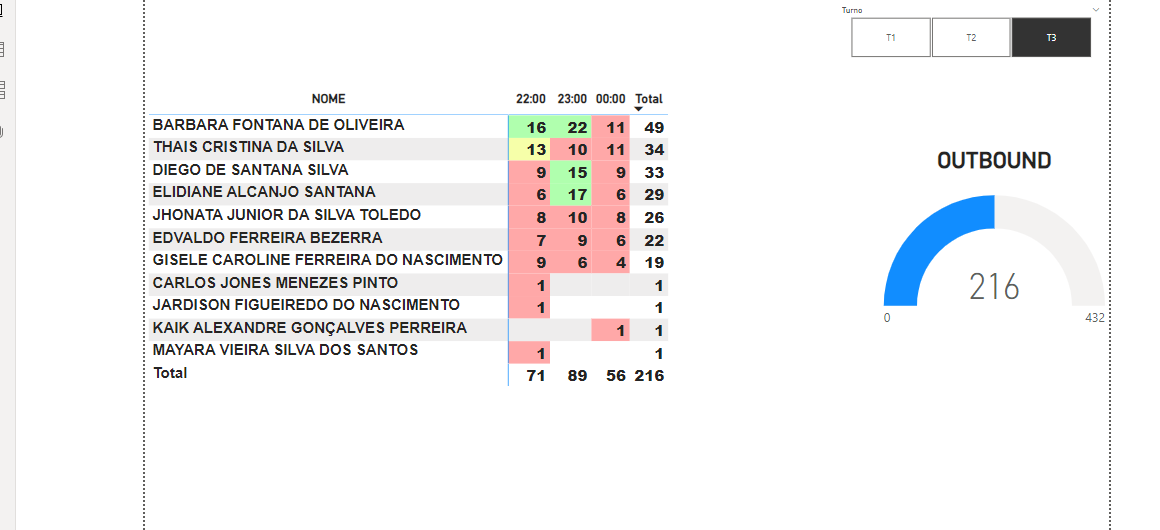 Turno
T1 T2 T3
NOME 22:00 23:00 00:00 Total
BARBARA FONTANA DE OLIVEIRA 16 22 11 49
THAIS CRISTINA DA SILVA 13 10 11 34
DIEGO DE SANTANA SILVA 9 15 9 33
ELIDIANE ALCANJO SANTANA 6 17 6 29
JHONATA JUNIOR DA SILVA TOLEDO 8 10 8 26
EDVALDO FERREIRA BEZERRA 7 9 6 22
GISELE CAROLINE FERREIRA DO NASCIMENTO 9 6 4 19
CARLOS JONES MENEZES PINTO 1 1
JARDISON FIGUEIREDO DO NASCIMENTO 1 1
KAIK ALEXANDRE GONÇALVES PERREIRA 1 1
MAYARA VIEIRA SILVA DOS SANTOS 1 1
Total 71 89 56 216
OUTBOUND
216
0 432